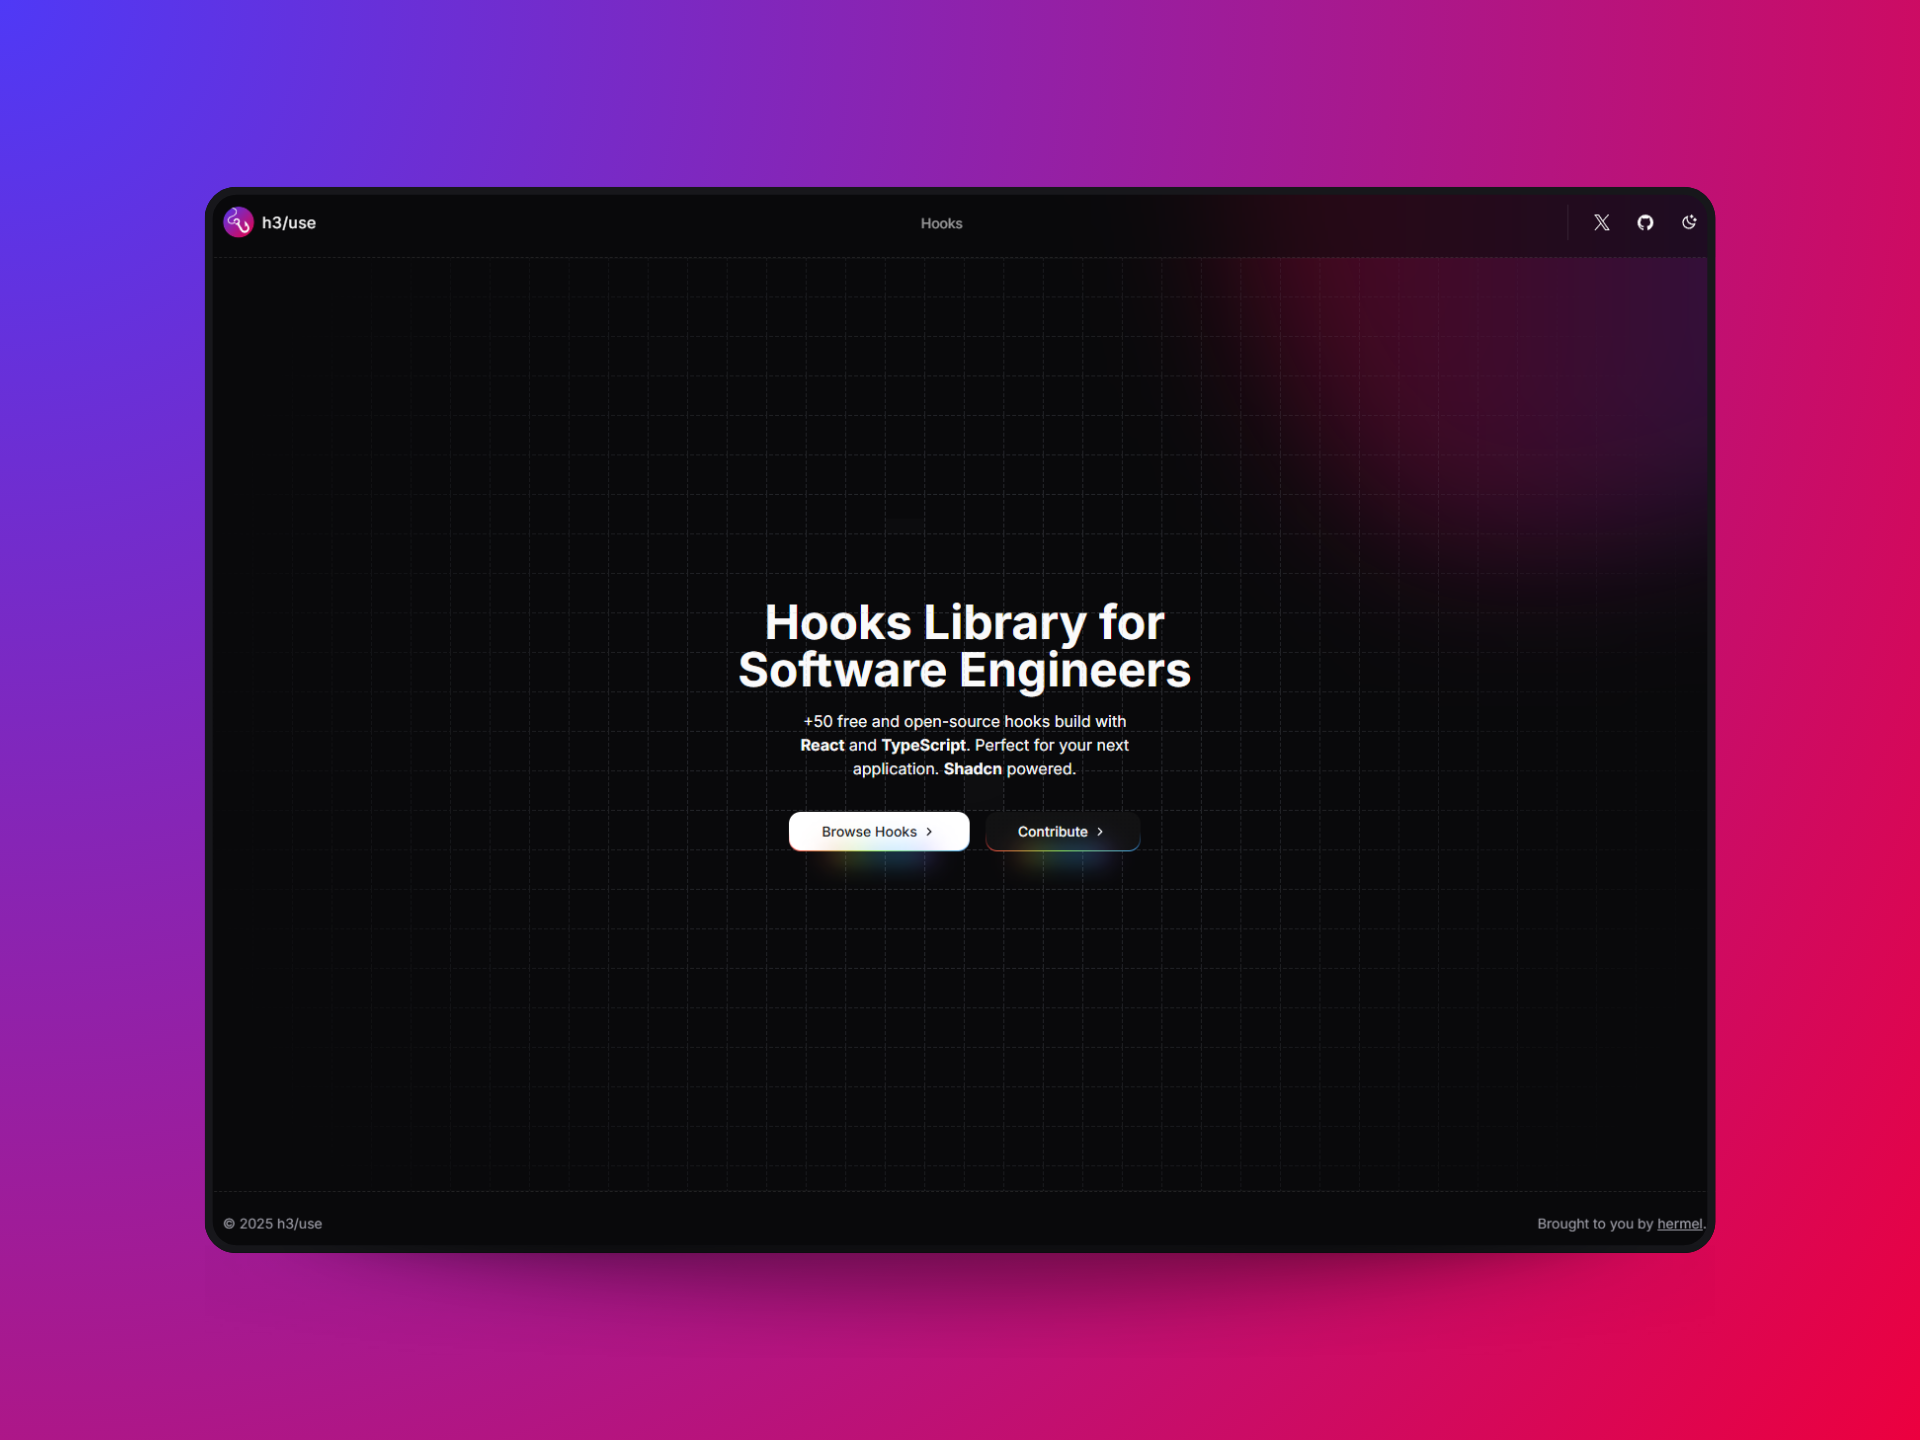 h3/use
Hooks
Hooks Library for
Software Engineers
+50 free and open-source hooks build with
React and TypeScript. Perfect for your next
application. Shadcn powered.
Browse Hooks
Contribute
© 2025 h3/use
Brought to you by hermel.